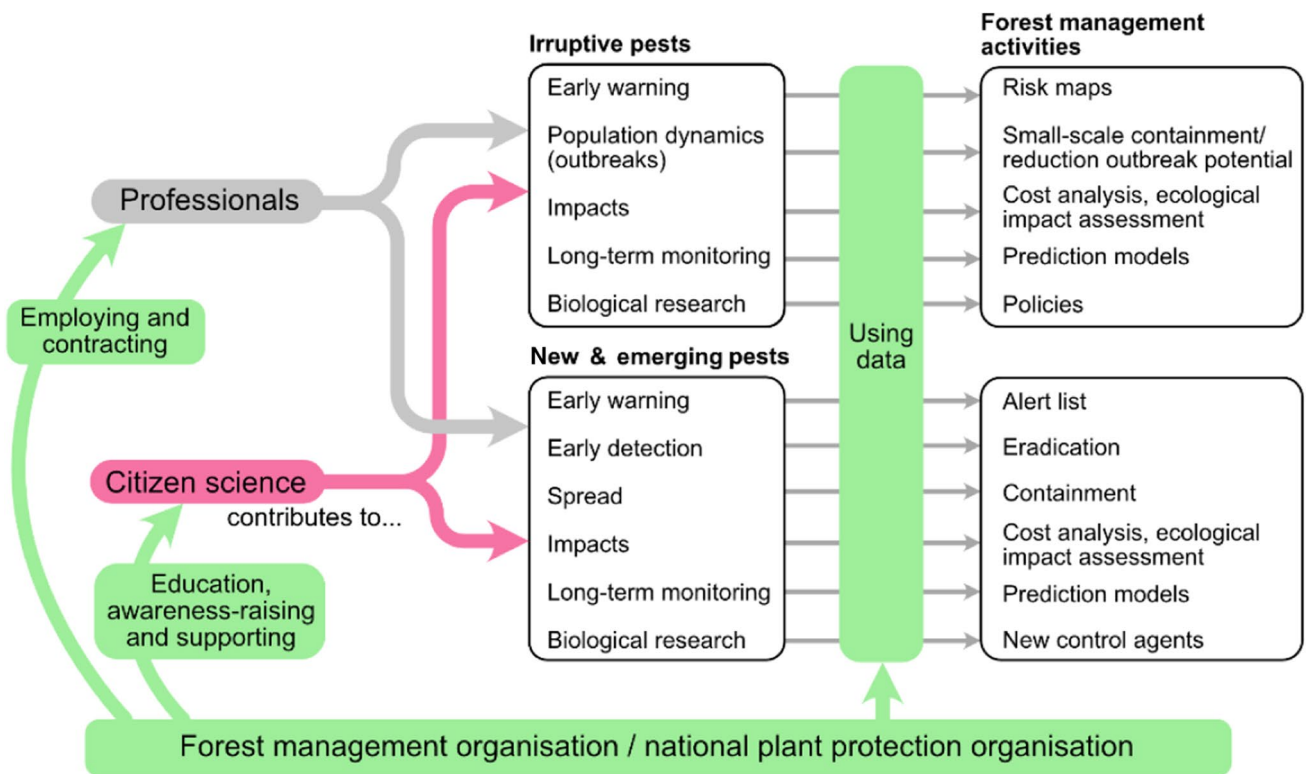 Irruptive pests
Early warning
Population dynamics
(outbreaks)
Impacts
Long-term monitoring
Biological research
Forest management
activities
Risk maps
Small-scale containment/
reduction outbreak potential
Cost analysis, ecological
impact assessment
Prediction models
Policies
Professionals
Employing and
contracting
Using
data
New & emerging pests
Early warning
Early detection
Spread
Impacts
Long-term monitoring
Biological research
Alert list
Eradication
Containment
Cost analysis, ecological
impact assessment
Prediction models
New control agents
Citizen science
contributes to...
Education,
awareness-raising
and supporting
Forest management organisation / national plant protection organisation